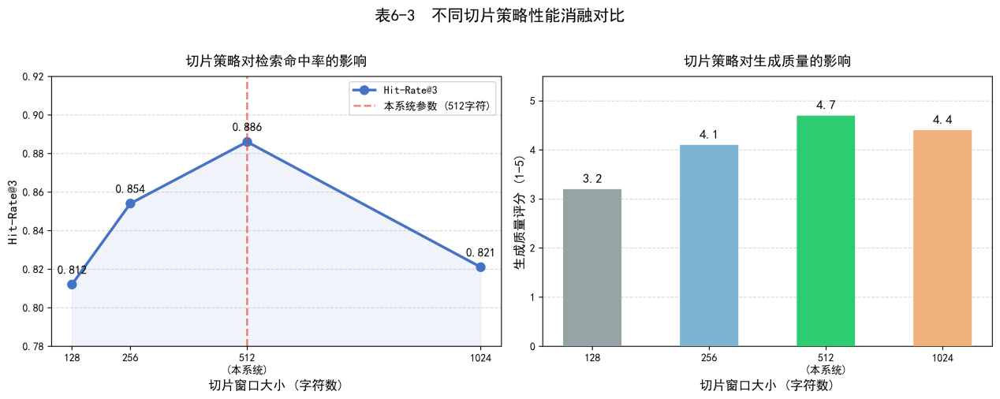 表6-3 不同切片策略性能消融对比
切片策略对检索命中率的影响
0.92
0.90
0.88
0.86
0.84
0.82
0.80
0.78
Hit-Rate@3
Hit-Rate@3
本系统参数 (512字符)
0.812
0.854
0.886
0.821
128
256
512
(本系统)
1024
切片窗口大小 (字符数)
切片策略对生成质量的影响
5
4
3
2
1
0
生成质量评分 (1-5)
3.2
4.1
4.7
4.4
128
256
512
(本系统)
1024
切片窗口大小 (字符数)